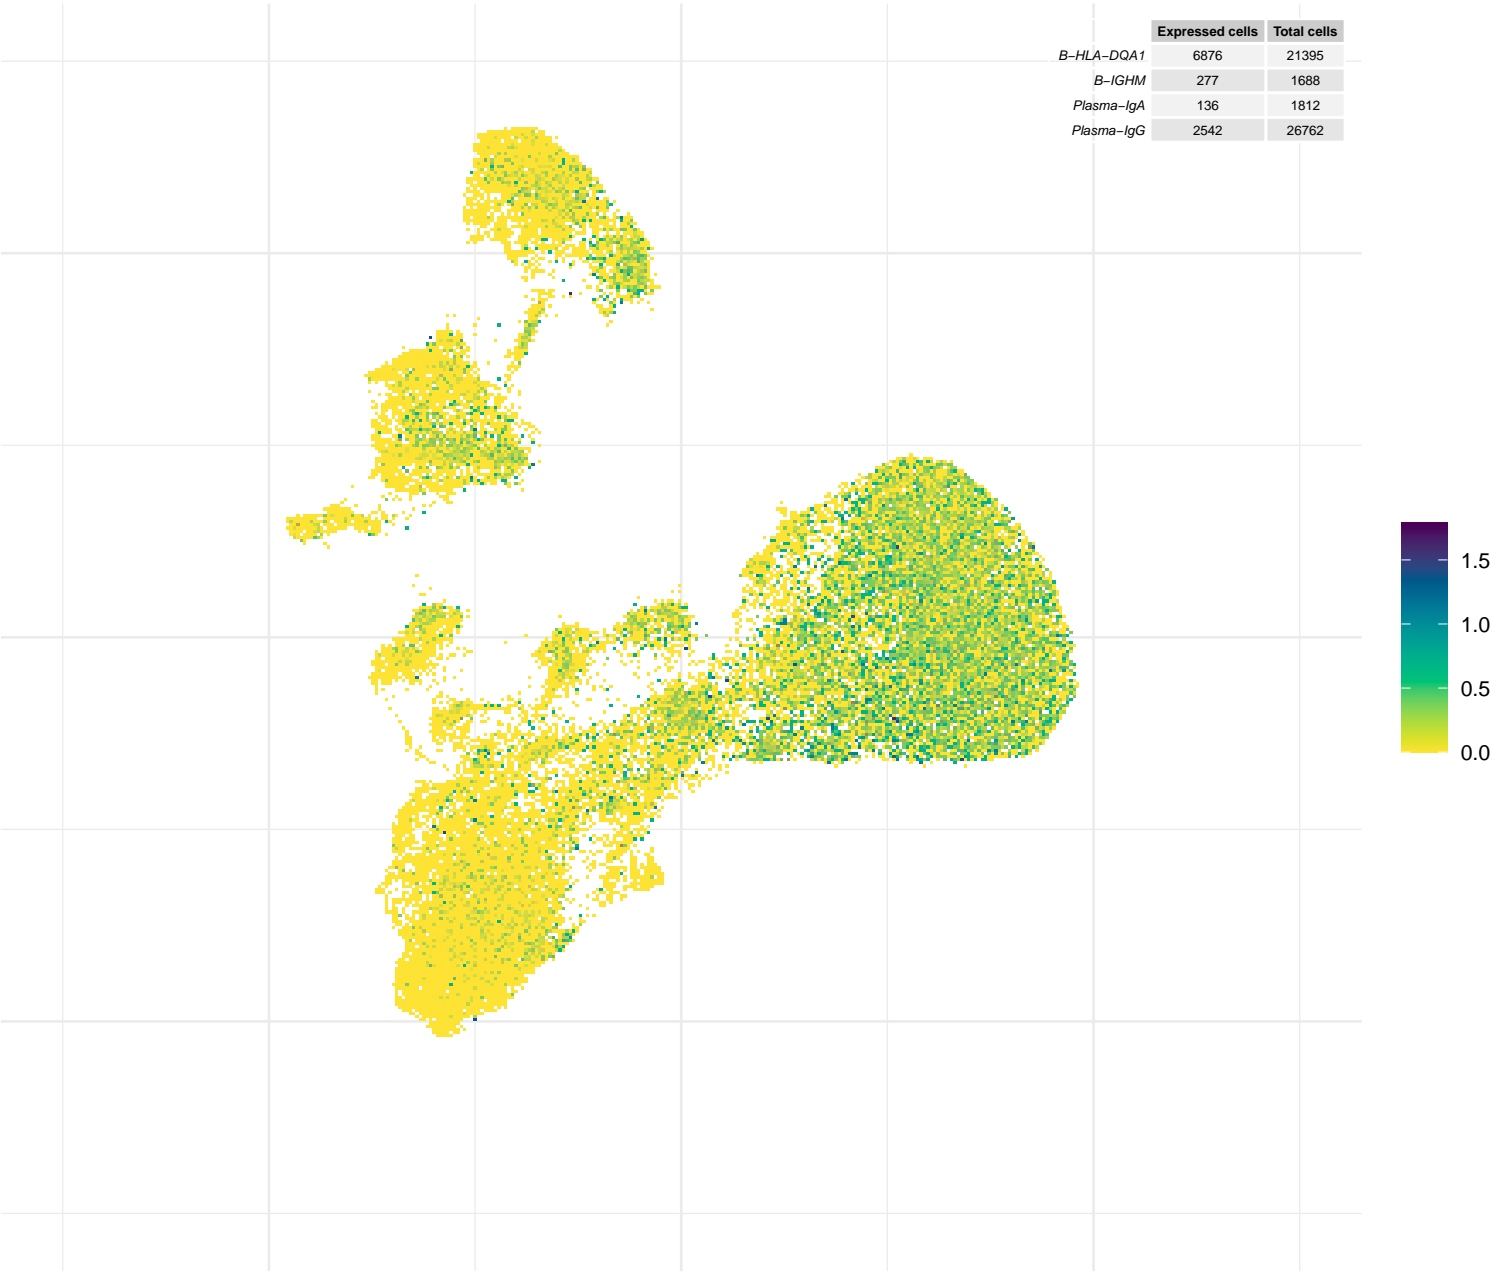 Expressed cells Total cells
B–HLA–DQA1 6876 21395
B–IGHM 277 1688
Plasma–IgA 136 1812
Plasma–IgG 2542 26762
1.5
1.0
0.5
0.0